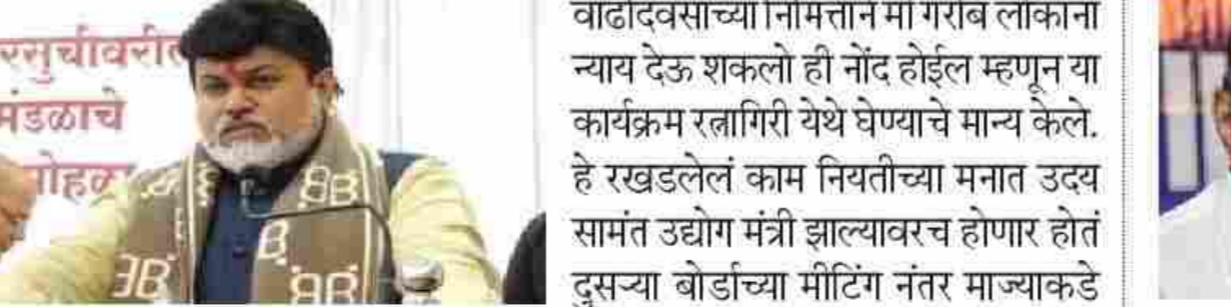 रसुचीवरील
मंडळाचे
वाढदिवसाच्या निमित्ताने मी गरीब लोकांना
न्याय देऊ शकलो ही नोंद होईल म्हणून या
कार्यक्रम रत्नागिरी येथे घेण्याचे मान्य केले.
हे रखडलेलं काम नियतीच्या मनात उदय
सामंत उद्योग मंत्री झाल्यावरच होणार होतं
दुसऱ्या बोर्डाच्या मीटिंग नंतर माज्याकडे